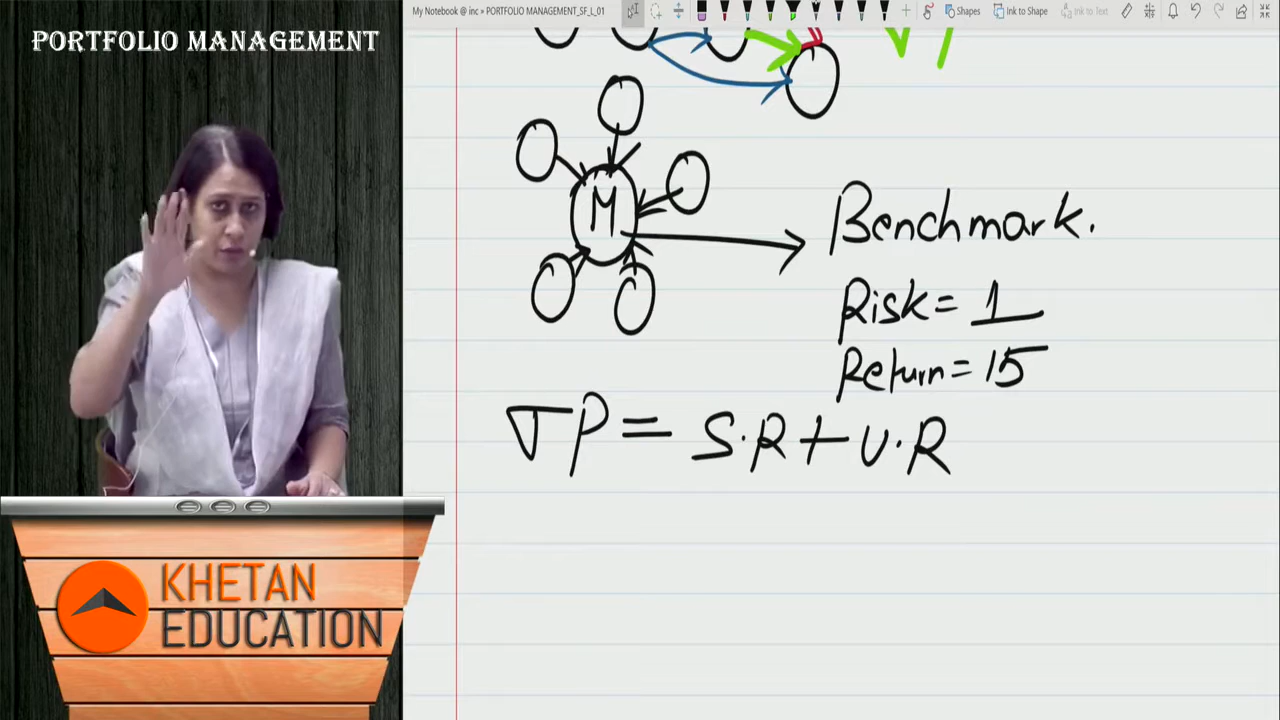 PORTFOLIO MANAGEMENT
My Notebook @ inc » PORTFOLIO MANAGEMENT_SF_L_01
Shapes
Ink to Shape
Ink to Text
M
Benchmark.
Risk = 1
Return = 15
σP = S.R + U.R
KHETAN
EDUCATION